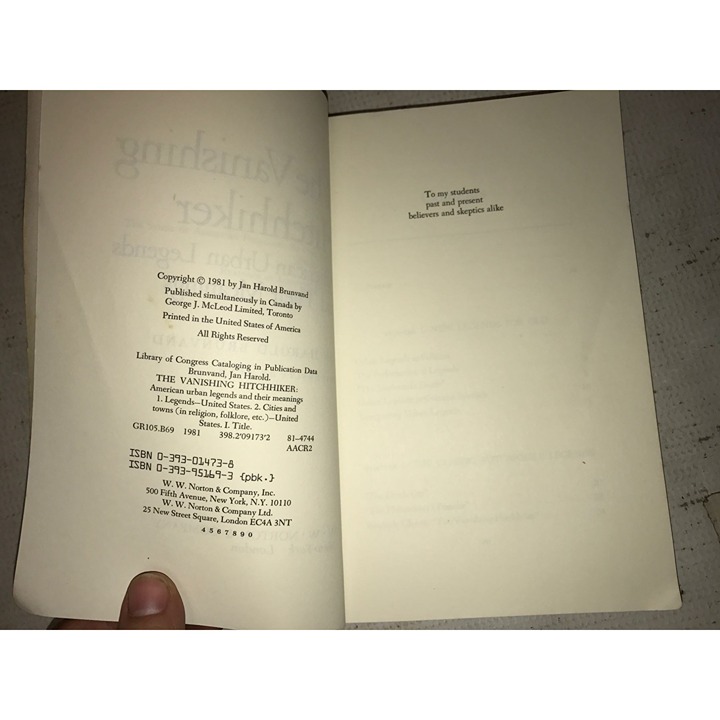 Copyright © 1981 by Jan Harold Brunvand
Published simultaneously in Canada by
George J. McLeod Limited, Toronto
Printed in the United States of America
All Rights Reserved
Library of Congress Cataloging in Publication Data
Brunvand, Jan Harold.
THE VANISHING HITCHHIKER:
American urban legends and their meanings
1. Legends—United States. 2. Cities and
towns (in religion, folklore, etc.)—United
States. I. Title.
GR105.B69 1981 398.2'09173'2 81-4744
AACR2
ISBN 0-393-01473-8
ISBN 0-393-95169-3 {pbk.}
W. W. Norton & Company, Inc.
500 Fifth Avenue, New York, N.Y. 10110
W. W. Norton & Company Ltd.
25 New Street Square, London EC4A 3NT
4 5 6 7 8 9 0
To my students
past and present
believers and skeptics alike